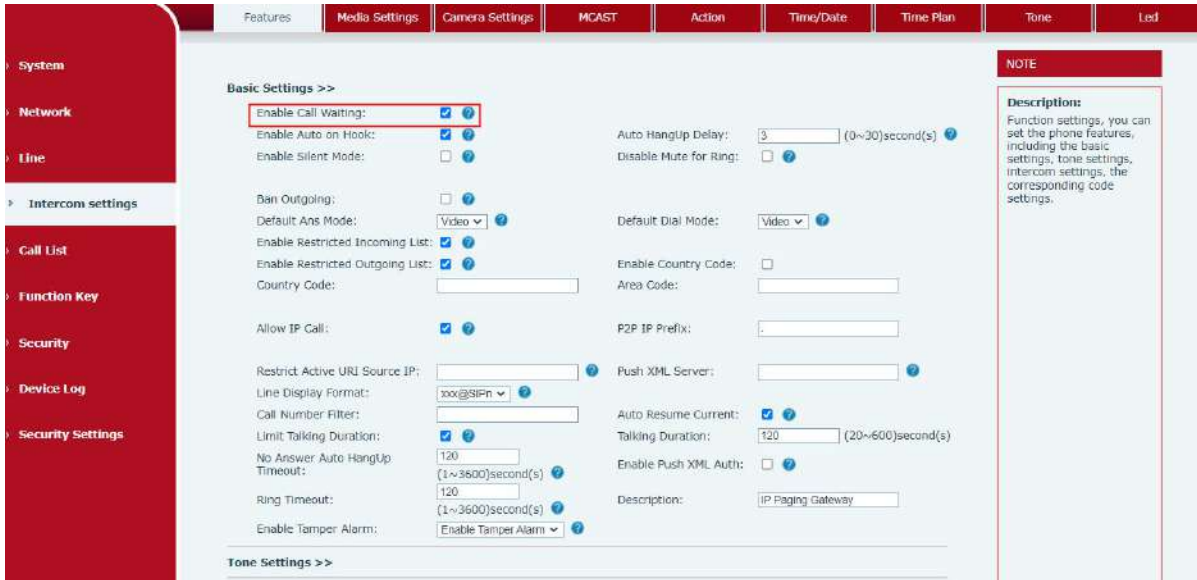 Features Media Settings Camera Settings MCAST Action Time/Date Time Plan Tone Led
System
Network
Line
Intercom settings
Call List
Function Key
Security
Device Log
Security Settings
Basic Settings >>
Enable Call Waiting:
Enable Auto on Hook: Auto HangUp Delay: 3 (0~30)second(s)
Enable Silent Mode: Disable Mute for Ring:
Ban Outgoing:
Default Ans Mode: Video Default Dial Mode: Video
Enable Restricted Incoming List:
Enable Restricted Outgoing List: Enable Country Code:
Country Code: Area Code:
Allow IP Call: P2P IP Prefix: .
Restrict Active URI Source IP: Push XML Server:
Line Display Format: xxx@SIPn
Call Number Filter: Auto Resume Current:
Limit Talking Duration: Talking Duration: 120 (20~600)second(s)
No Answer Auto HangUp
Timeout: 120
(1~3600)second(s) Enable Push XML Auth:
Ring Timeout: 120
(1~3600)second(s) Description: IP Paging Gateway
Enable Tamper Alarm: Enable Tamper Alarm
Tone Settings >>
NOTE
Description:
Function settings, you can
set the phone features,
including the basic
settings, tone settings,
intercom settings, the
corresponding code
settings.